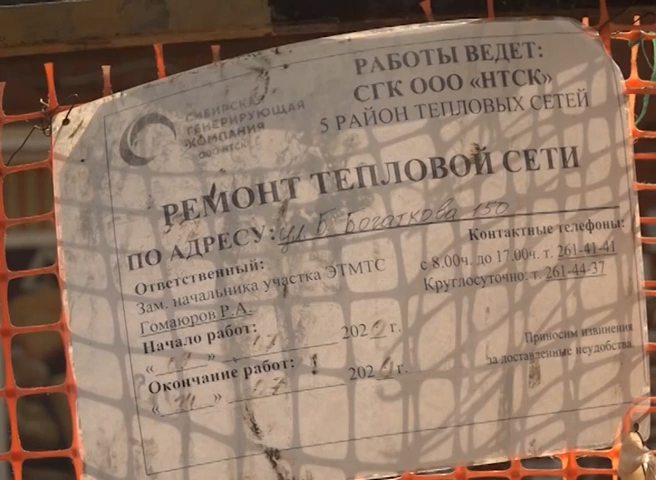 РАБОТЫ ВЕДЕТ:
СГК ООО «НТСК»
5 РАЙОН ТЕПЛОВЫХ СЕТЕЙ
СИБИРСКАЯ
ГЕНЕРИРУЮЩАЯ
КОМПАНИЯ
РЕМОНТ ТЕПЛОВОЙ СЕТИ
ПО АДРЕСУ: ул Б. Богаткова 150
Контактные телефоны:
с 8.00ч. до 17.00ч. т. 261-41-41
Круглосуточно: т. 261-44-37
Ответственный:
Зам. начальника участка ЭТМТС
Гомаюров Р.А.
Начало работ:
202 г.
Окончание работ:
202 г.
Приносим извинения
за доставленные неудобства.